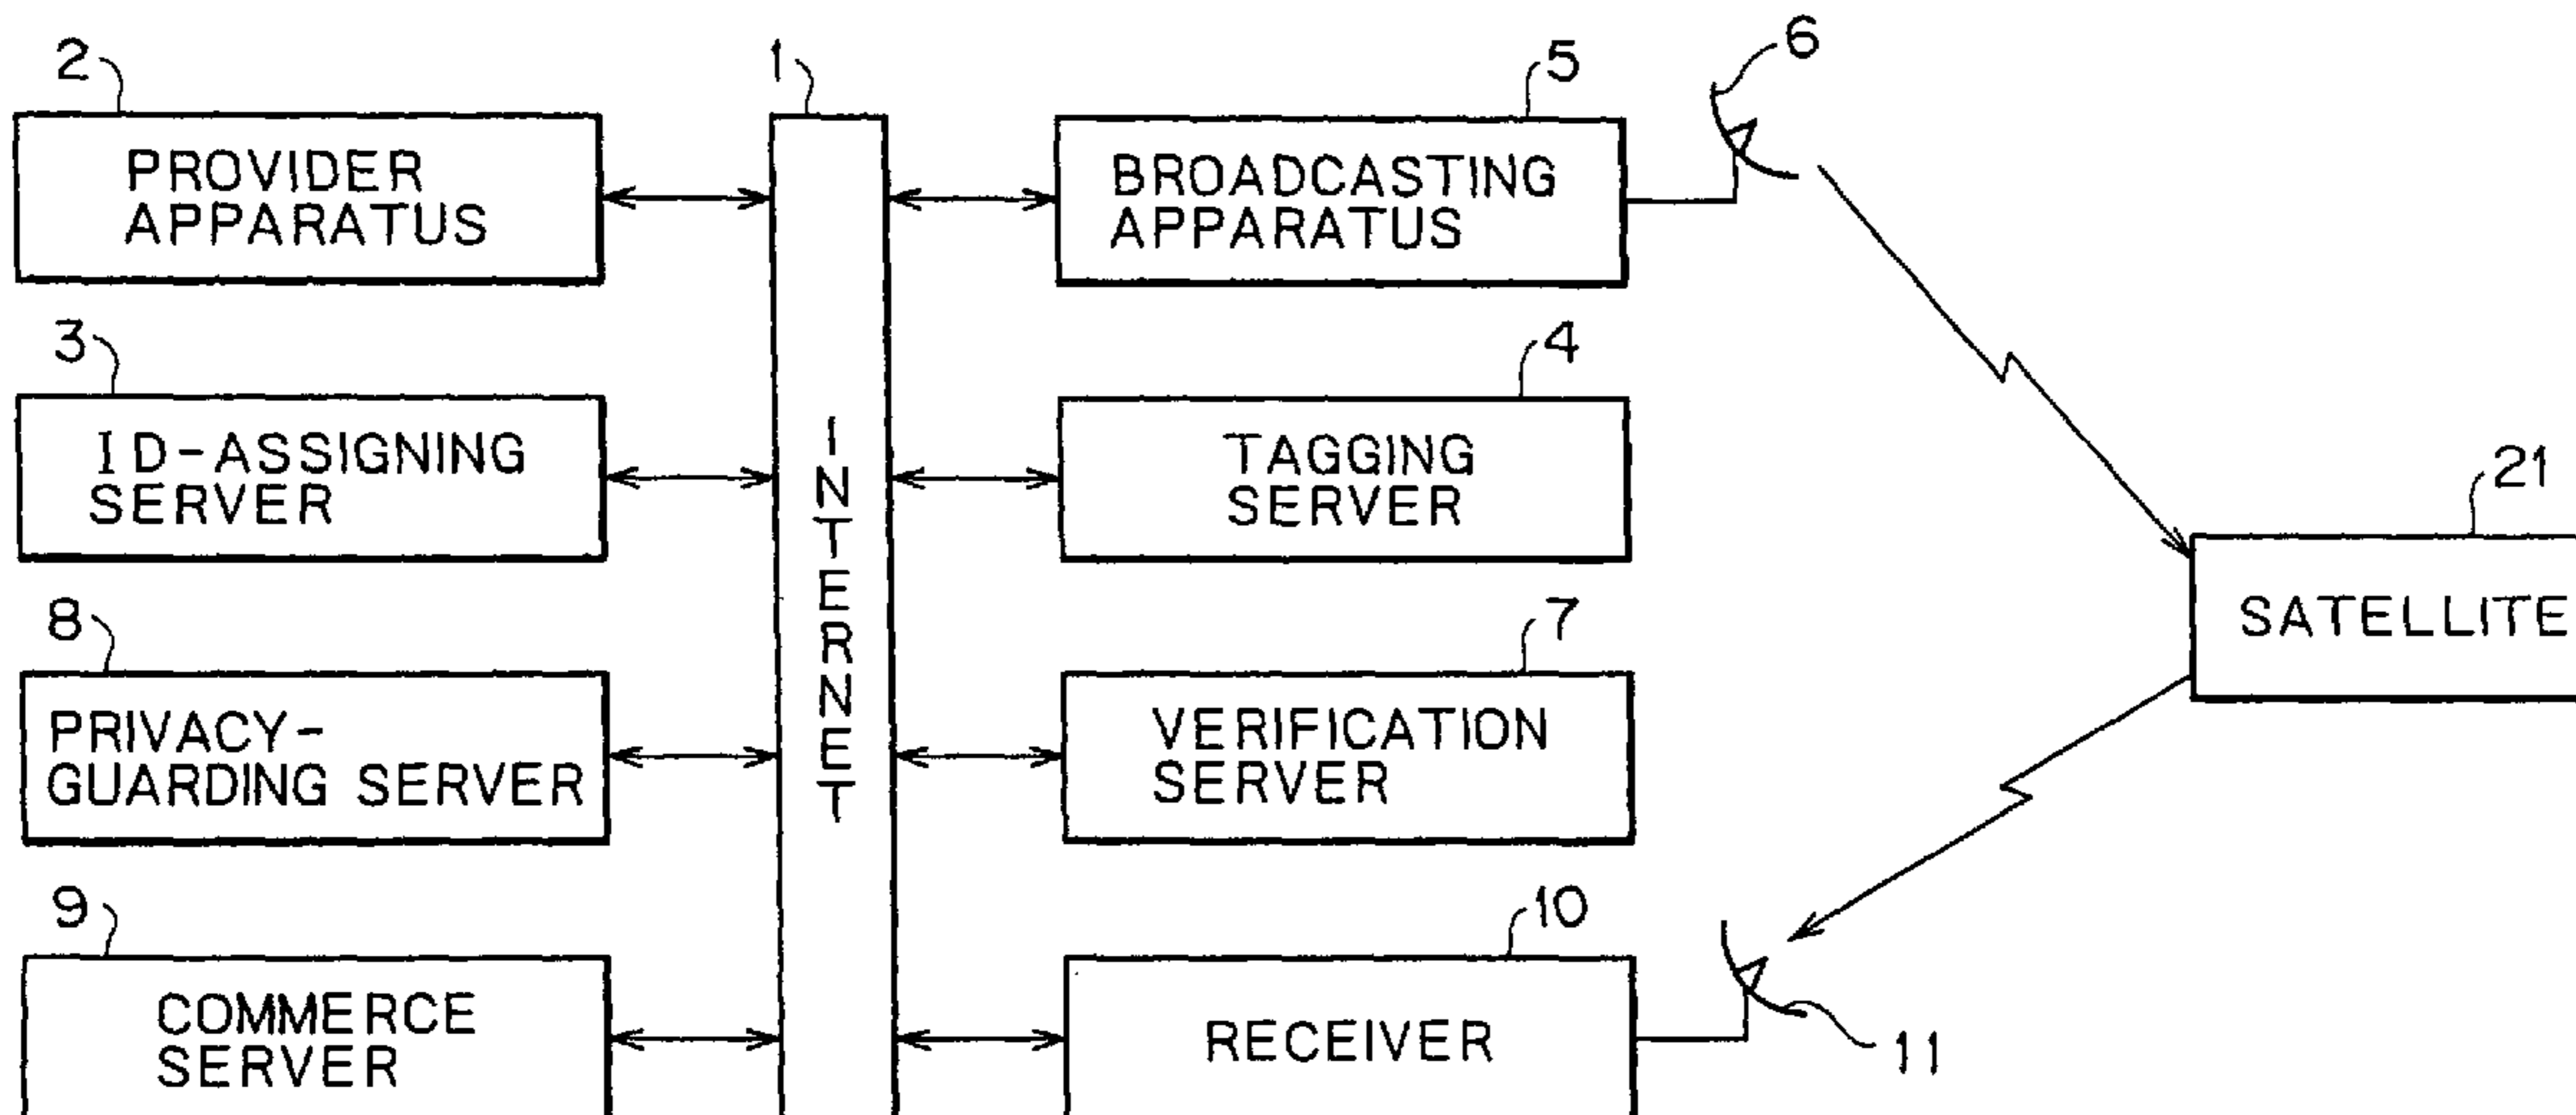 2
1
5
6
PROVIDER
APPARATUS
BROADCASTING
APPARATUS
3
4
ID-ASSIGNING
SERVER
INTERNET
TAGGING
SERVER
21
SATELLITE
8
7
PRIVACY-
GUARDING SERVER
VERIFICATION
SERVER
9
10
COMMERCE
SERVER
RECEIVER
11